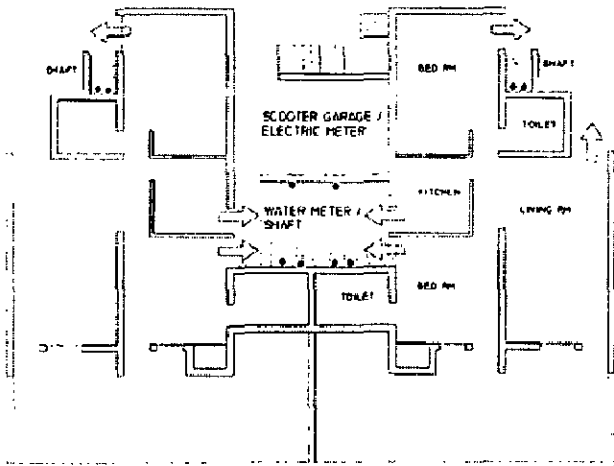 BED RM
SHAFT
SHAFT
SCOOTER GARAGE /
ELECTRIC METER
TOILET
KITCHEN
WATER METER /
SHAFT
LIVING RM
BED RM
TOILET